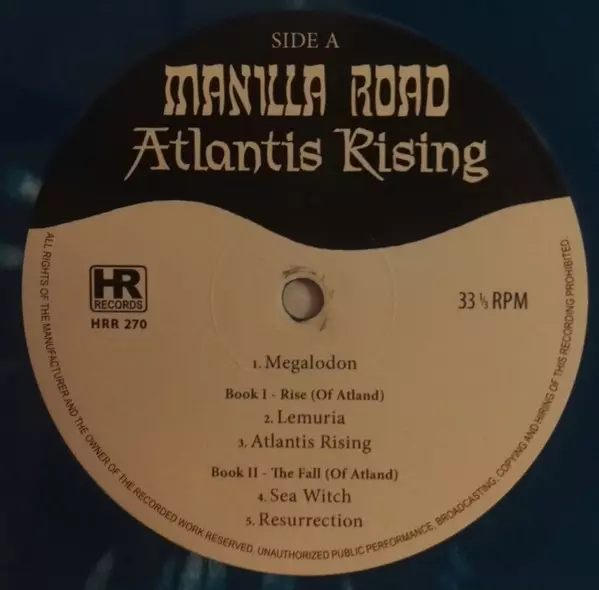 SIDE A
MANILLA ROAD
Atlantis Rising
HR
RECORDS
HRR 270
33 ⅓ RPM
1. Megalodon
Book I - Rise (Of Atland)
2. Lemuria
3. Atlantis Rising
Book II - The Fall (Of Atland)
4. Sea Witch
5. Resurrection
ALL RIGHTS OF THE MANUFACTURER AND THE OWNER OF THE RECORDED WORK RESERVED. UNAUTHORIZED PUBLIC PERFORMANCE, BROADCASTING, COPYING AND HIRING OF THIS RECORDING PROHIBITED.